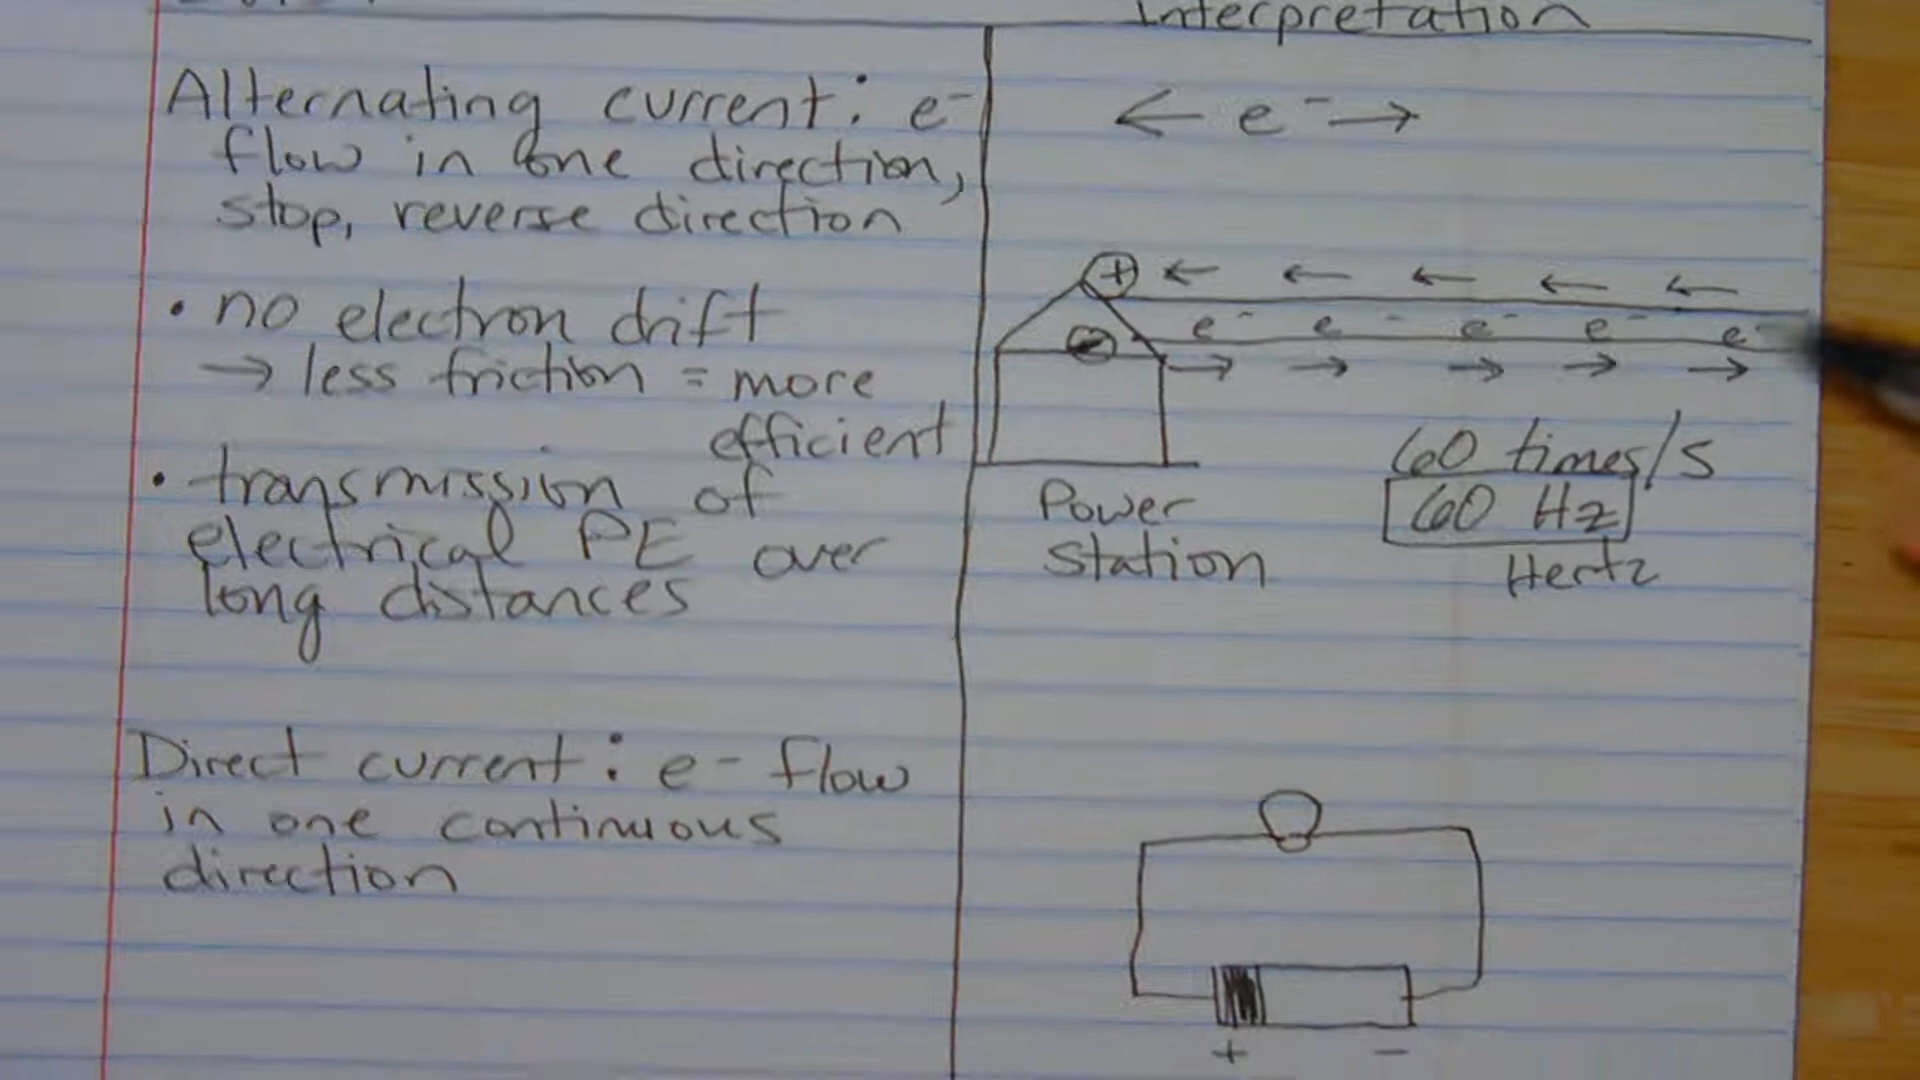 Interpretation
Alternating current: e-
flow in one direction,
stop, reverse direction
• no electron drift
→ less friction = more
efficient
• transmission of
electrical PE over
long distances
Direct current: e- flow
in one continuous
direction
← e- →
+ ← ← ← ← ←
- e- e- e- e- e-
→ → → → →
60 times/s
60 Hz
Hertz
Power
Station
+ -